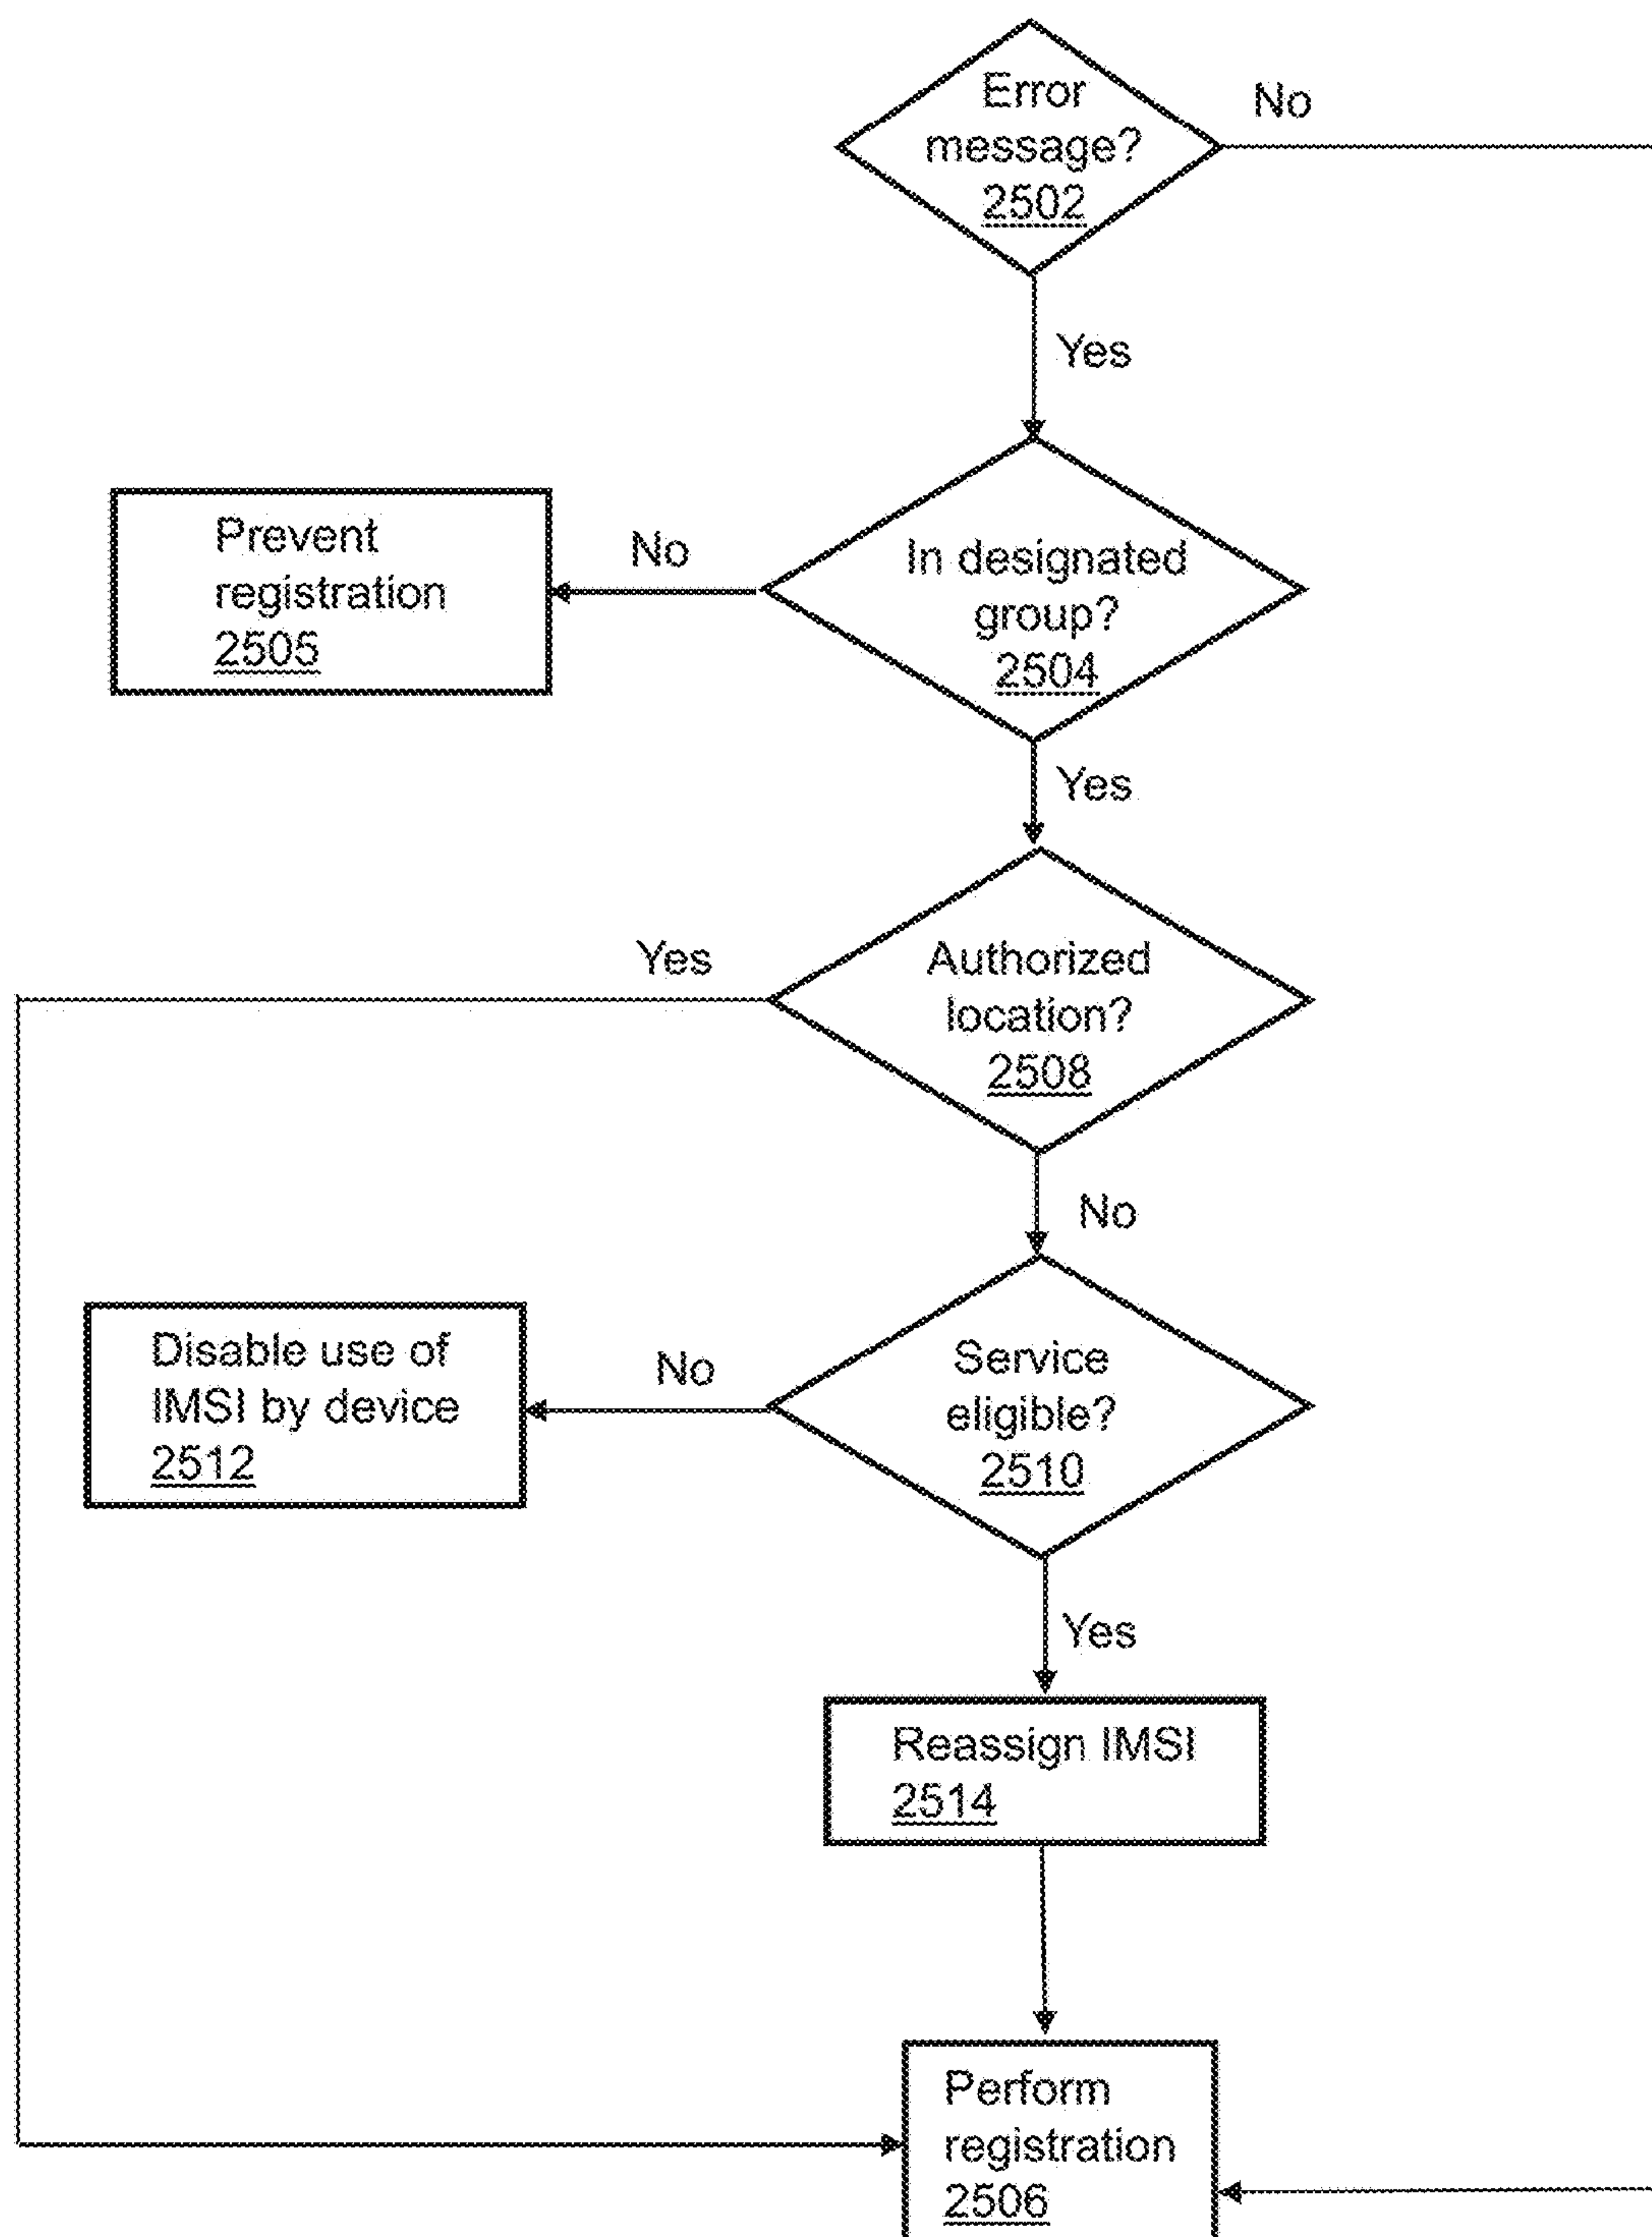 Error
message?
2502
No
Yes
Prevent
registration
2505
No
In designated
group?
2504
Yes
Yes
Authorized
location?
2508
No
Disable use of
IMSI by device
2512
No
Service
eligible?
2510
Yes
Reassign IMSI
2514
Perform
registration
2506